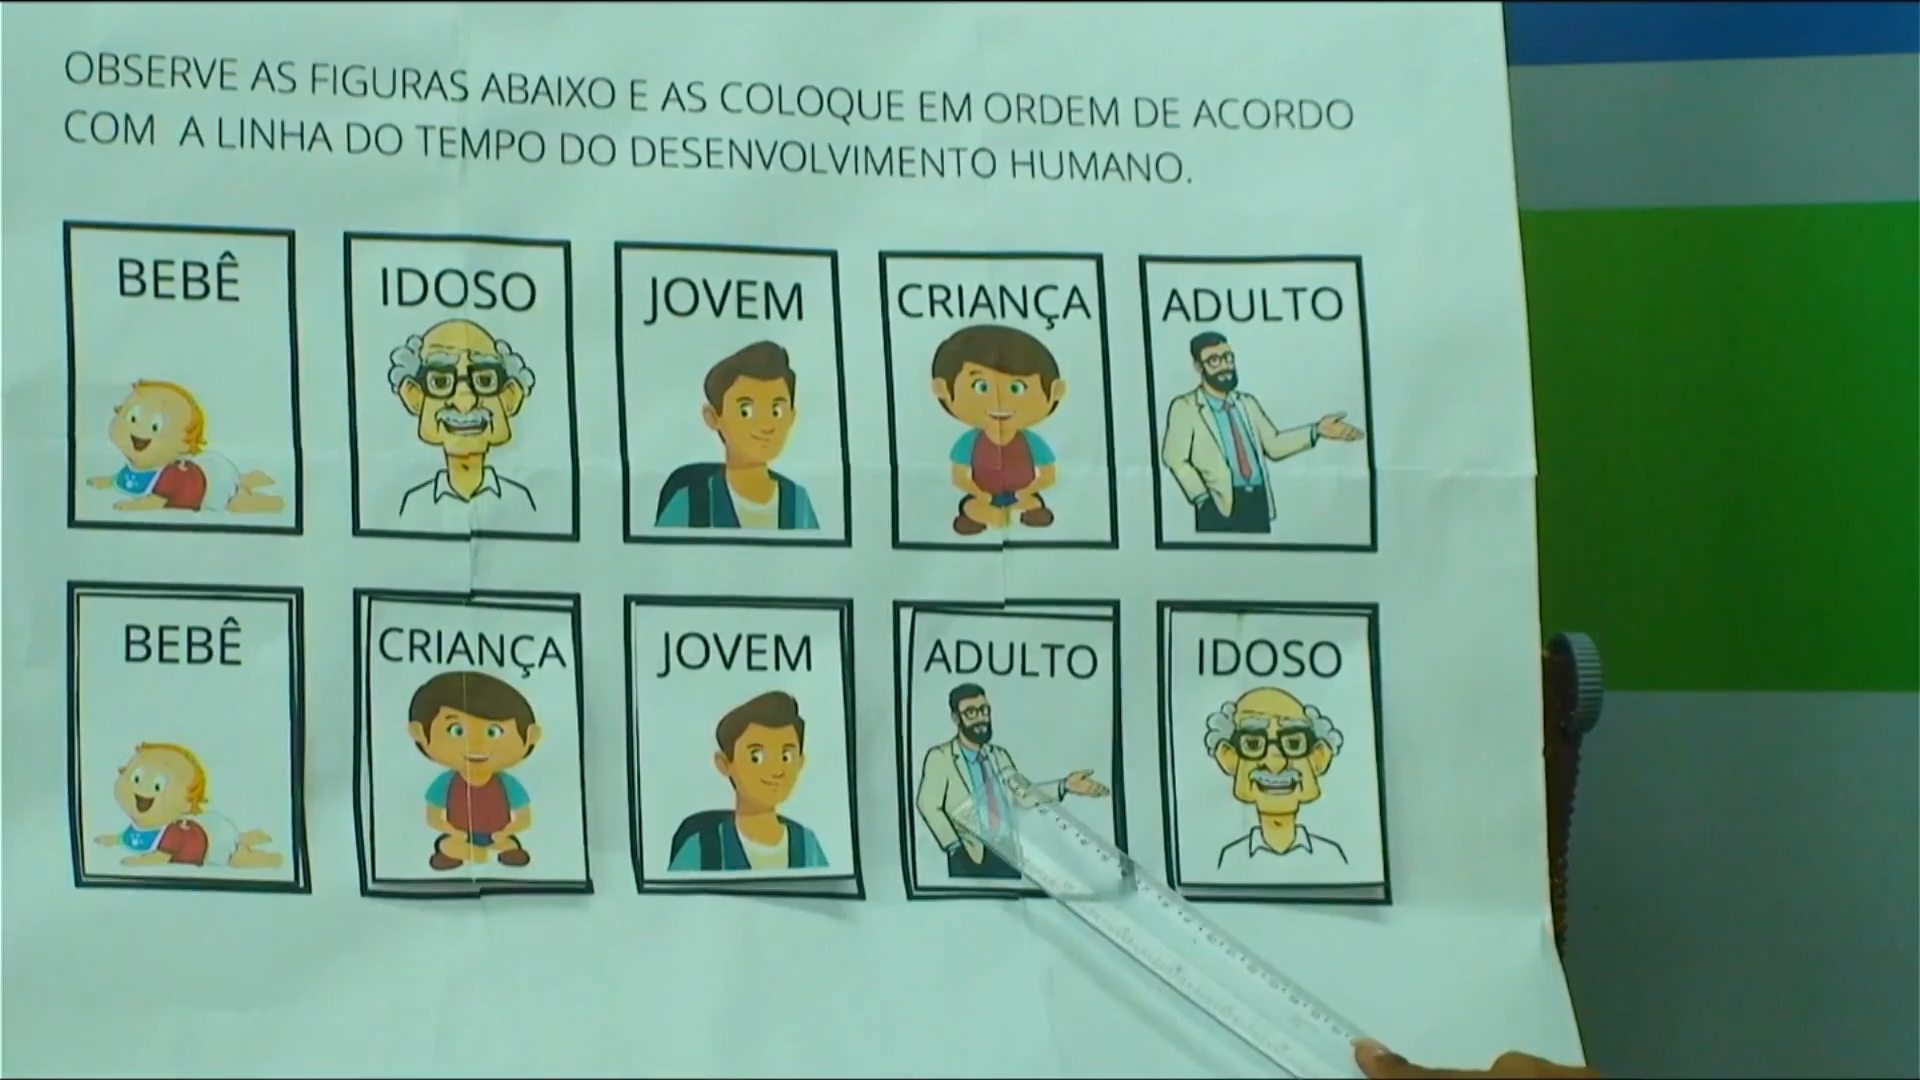 OBSERVE AS FIGURAS ABAIXO E AS COLOQUE EM ORDEM DE ACORDO
COM A LINHA DO TEMPO DO DESENVOLVIMENTO HUMANO.
BEBÊ IDOSO JOVEM CRIANÇA ADULTO
BEBÊ CRIANÇA JOVEM ADULTO IDOSO